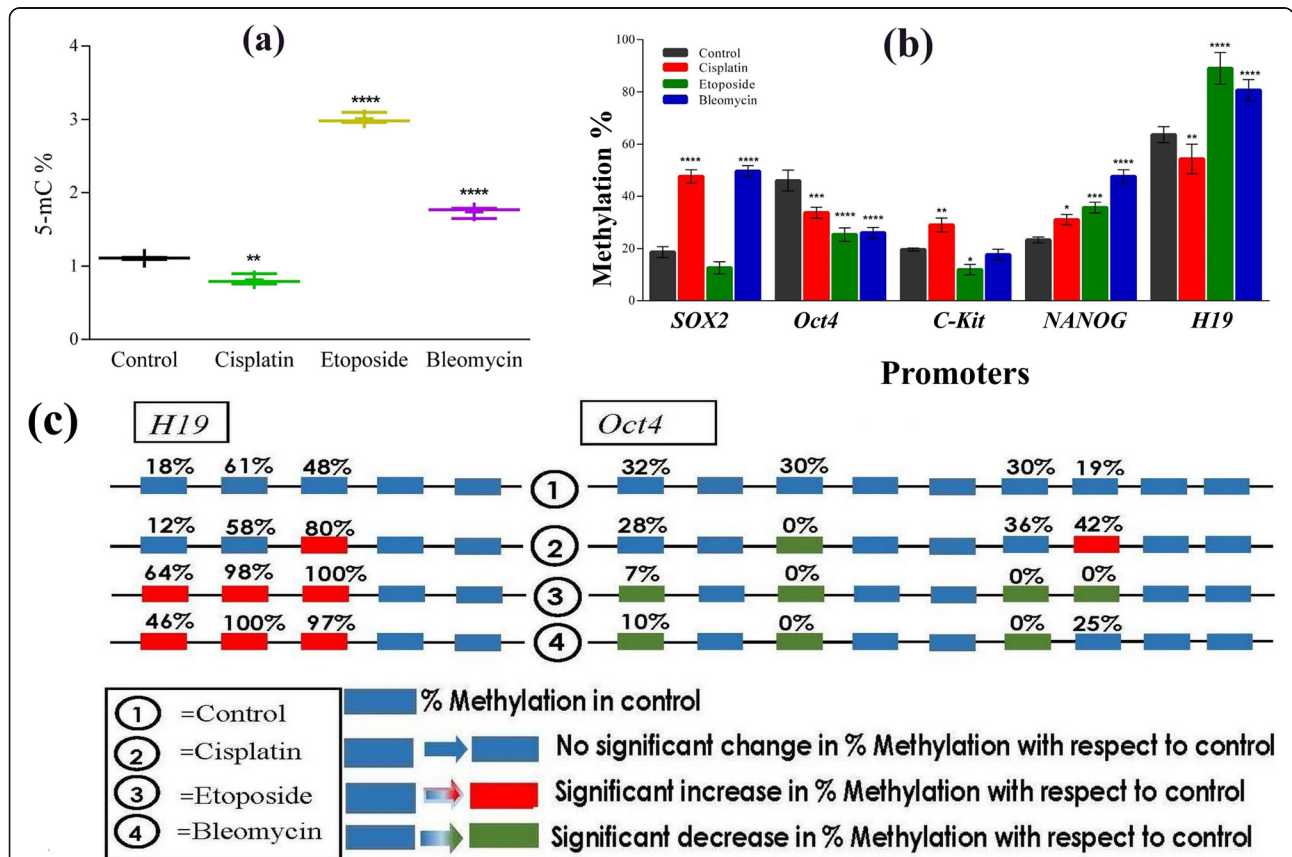 (a)
4
3
2
1
0
5-mC %
**
****
****
Control Cisplatin Etoposide Bleomycin
(b)
100
80
60
40
20
0
Methylation %
Control
Cisplatin
Etoposide
Bleomycin
**** ****
*** **** ****
** *
* *** ****
** **** ****
SOX2 Oct4 C-Kit NANOG H19
Promoters
(c)
H19 Oct4
18% 61% 48% 1 32% 30% 30% 19%
12% 58% 80% 2 28% 0% 36% 42%
64% 98% 100% 3 7% 0% 0% 0%
46% 100% 97% 4 10% 0% 0% 25%
1 =Control
2 =Cisplatin
3 =Etoposide
4 =Bleomycin
% Methylation in control
No significant change in % Methylation with respect to control
Significant increase in % Methylation with respect to control
Significant decrease in % Methylation with respect to control